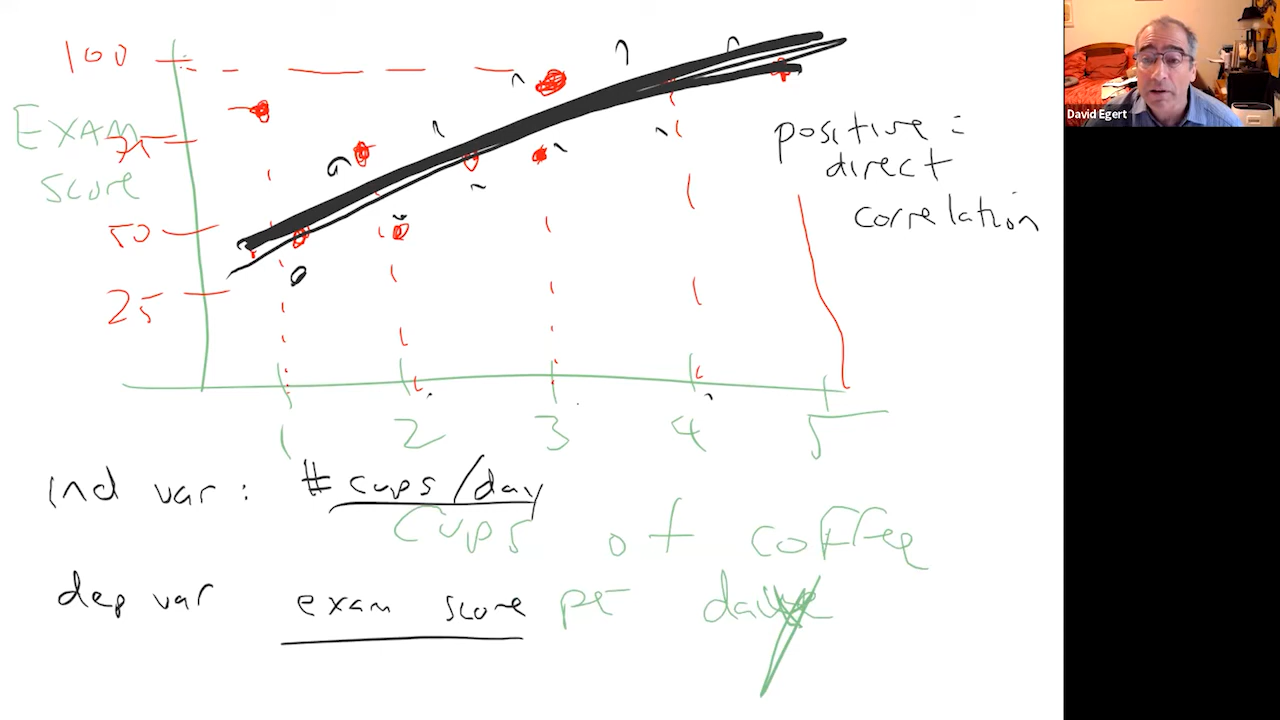 100
EXAM
75
score
50
25
positive =
direct
correlation
1 2 3 4 5
ind var: # cups/day
cups of coffee
dep var exam score per day
David Egert